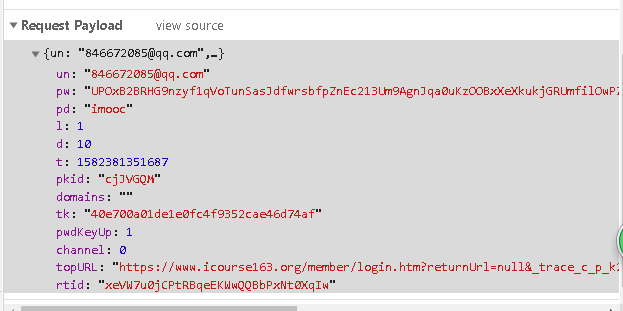 ▼ Request Payload view source
▼ {un: "846672085@qq.com",…}
un: "846672085@qq.com"
pw: "UPOxB2BRHG9nzyf1qVoTunSasJdfwrsbfpZnEc213Um9AgnJqa0uKzOOBxXeXkukjGRUmfilOwP
pd: "imooc"
l: 1
d: 10
t: 1582381351687
pkid: "cjJVGQM"
domains: ""
tk: "40e700a01de1e0fc4f9352cae46d74af"
pwdKeyUp: 1
channel: 0
topURL: "https://www.icourse163.org/member/login.htm?returnUrl=null&_trace_c_p_k
rtid: "xeVW7u0jCPtRBqeEKWwQQBbPxNt0XqIw"